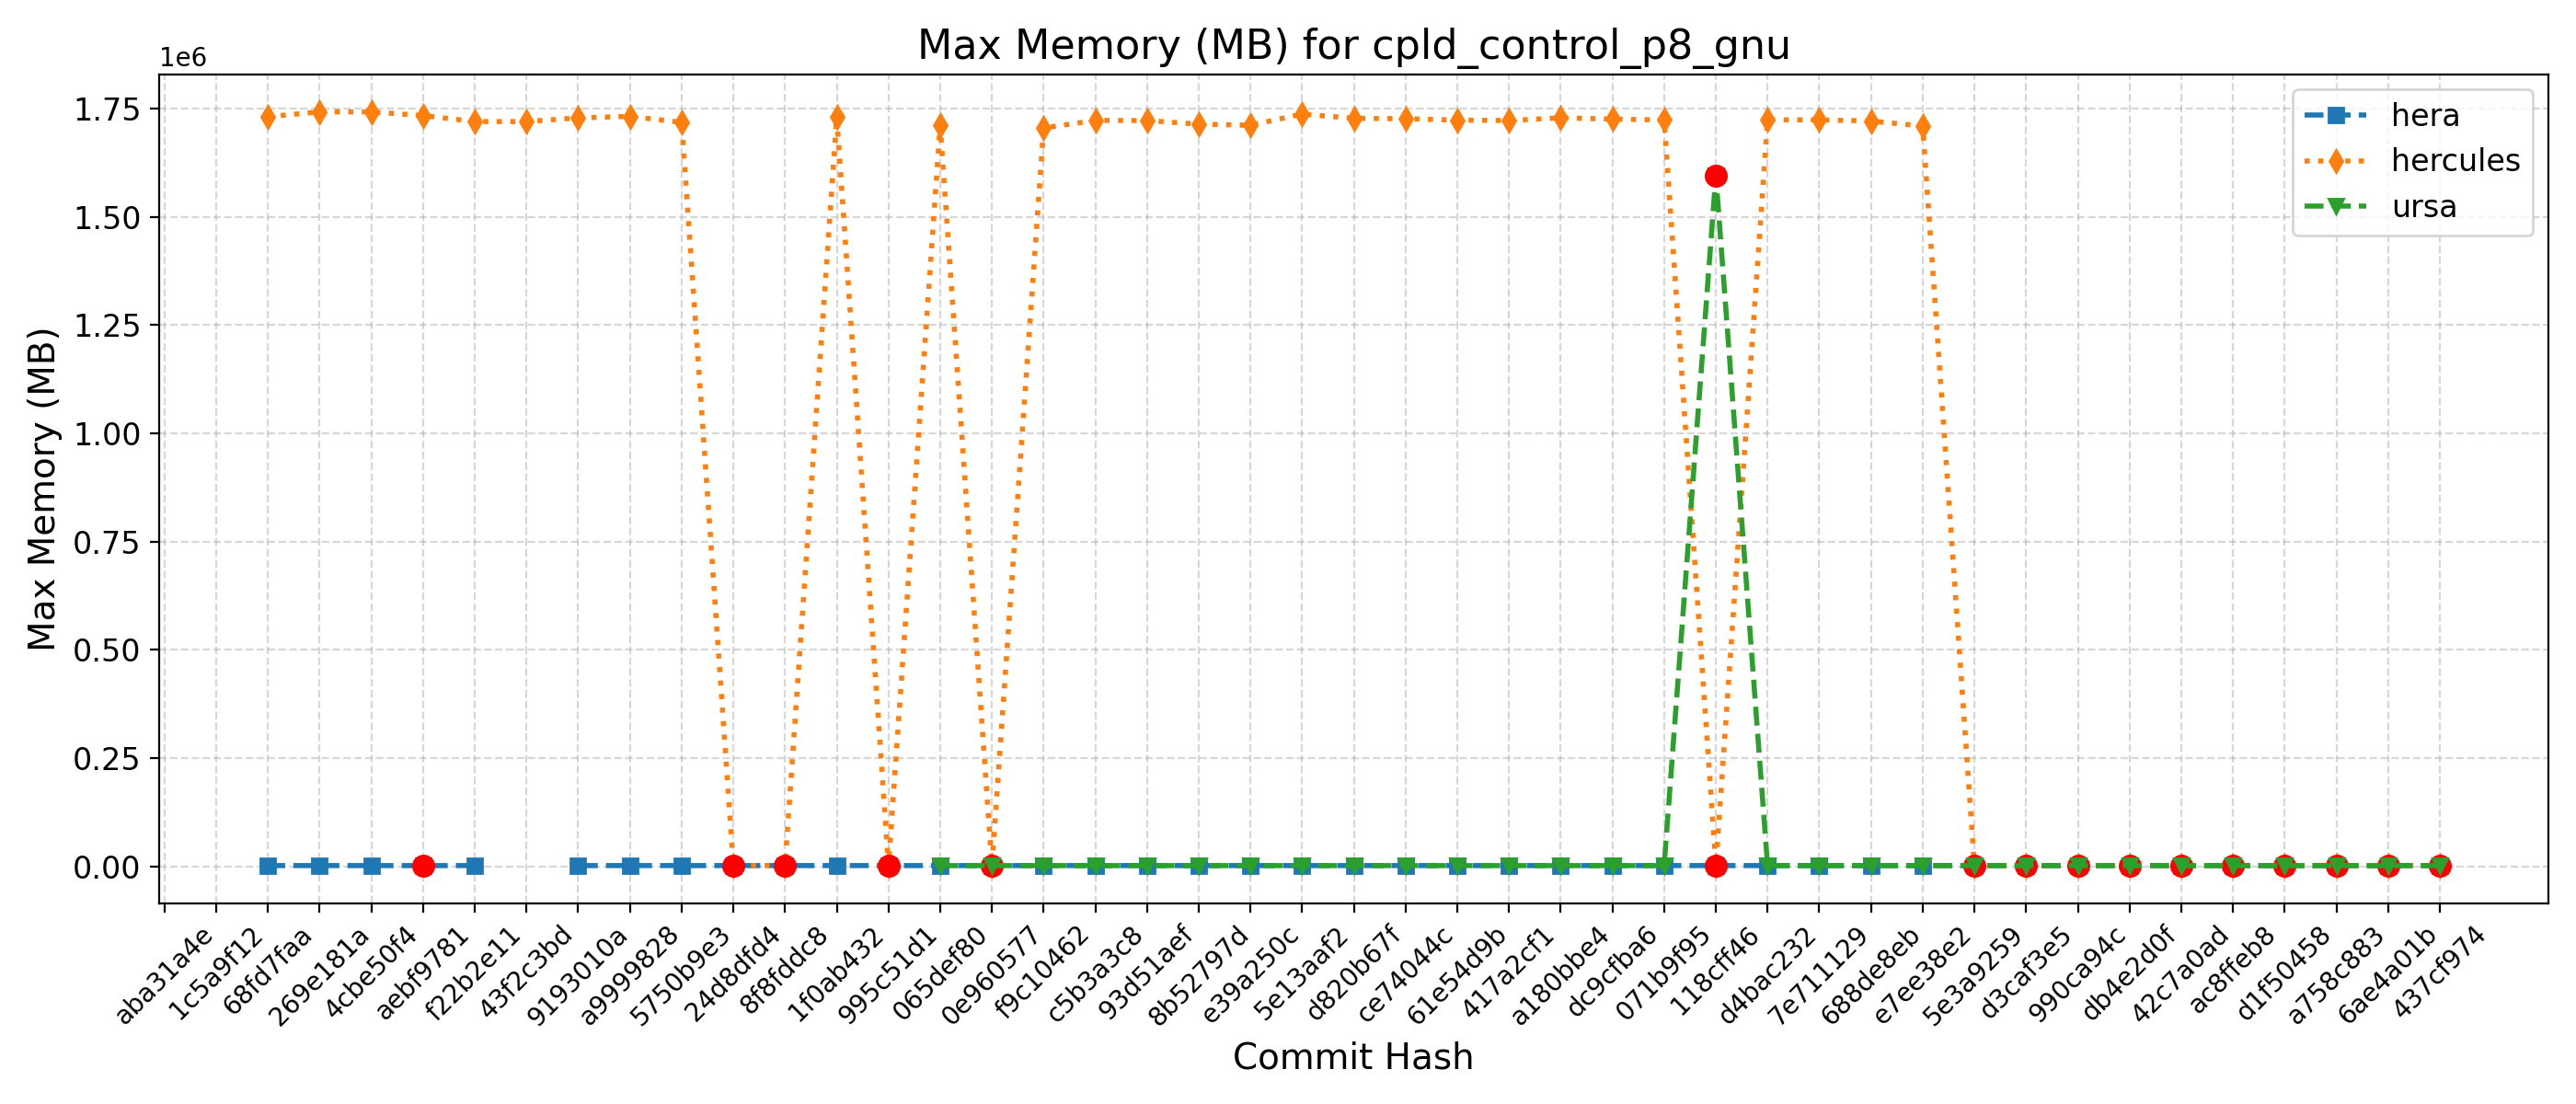 Max Memory (MB) for cpld_control_p8_gnu
1e6
1.75
1.50
1.25
1.00
0.75
0.50
0.25
0.00
Max Memory (MB)
hera
hercules
ursa
aba31a4e
1c5a9f12
68fd7faa
269e181a
4cbe50f4
aebf9781
f22b2e11
43f2c3bd
9193010a
a9999828
5750b9e3
24d8dfd4
8f8fddc8
1f0ab432
995c51d1
065def80
0e960577
f9c10462
c5b3a3c8
93d51aef
8b52797d
e39a250c
5e13aaf2
d820b67f
ce74044c
61e54d9b
417a2cf1
a180bbe4
dc9cfba6
071b9f95
118cff46
d4bac232
7e711129
688de8eb
e7ee38e2
5e3a9259
d3caf3e5
990ca94c
db4e2d0f
42c7a0ad
ac8ffeb8
d1f50458
a758c883
6ae4a01b
437cf974
Commit Hash